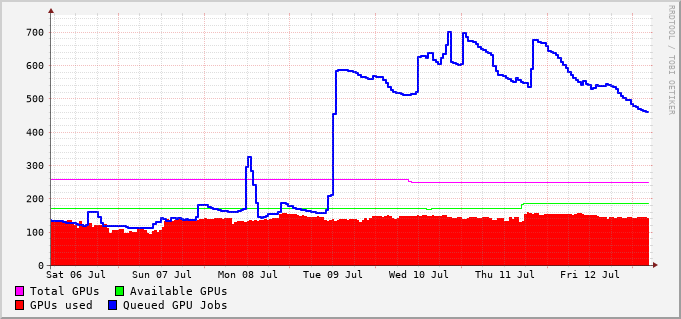 700
600
500
400
300
200
100
0
Sat 06 Jul Sun 07 Jul Mon 08 Jul Tue 09 Jul Wed 10 Jul Thu 11 Jul Fri 12 Jul
Total GPUs Available GPUs
GPUs used Queued GPU Jobs
RRDTOOL / TOBI OETIKER